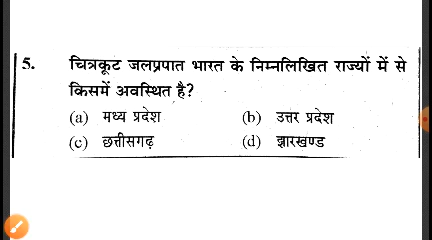 5. चित्रकूट जलप्रपात भारत के निम्नलिखित राज्यों में से
किसमें अवस्थित है?
(a) मध्य प्रदेश (b) उत्तर प्रदेश
(c) छत्तीसगढ़ (d) झारखण्ड